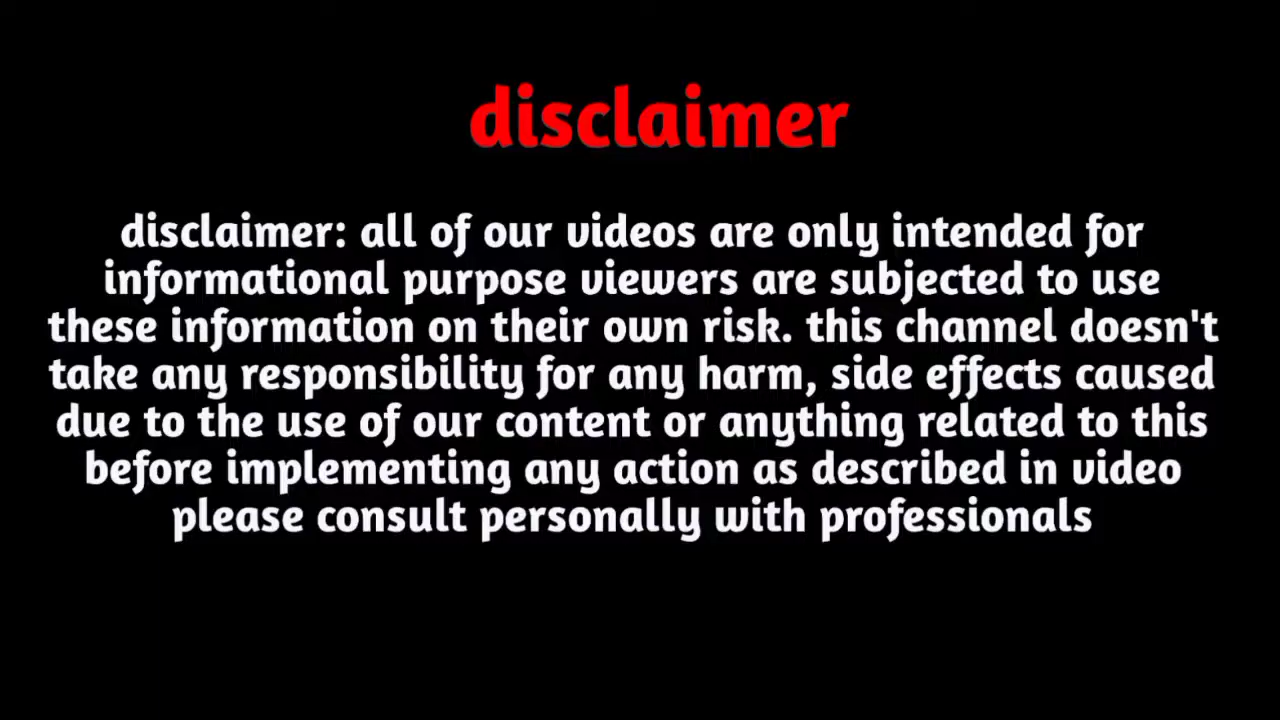 disclaimer
disclaimer: all of our videos are only intended for
informational purpose viewers are subjected to use
these information on their own risk. this channel doesn't
take any responsibility for any harm, side effects caused
due to the use of our content or anything related to this
before implementing any action as described in video
please consult personally with professionals